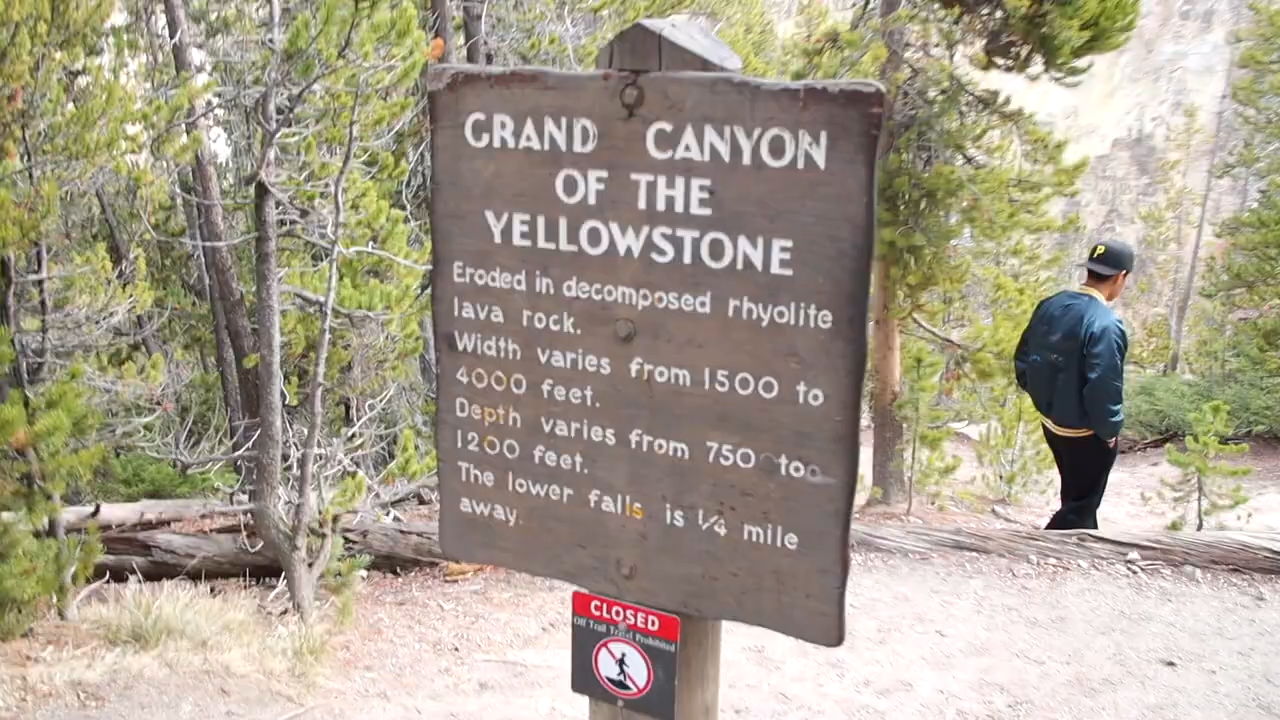 GRAND CANYON
OF THE
YELLOWSTONE
Eroded in decomposed rhyolite
lava rock.
Width varies from 1500 to
4000 feet.
Depth varies from 750 to
1200 feet.
The lower falls is 1/4 mile
away.
CLOSED
Off Trail Travel Prohibited
P